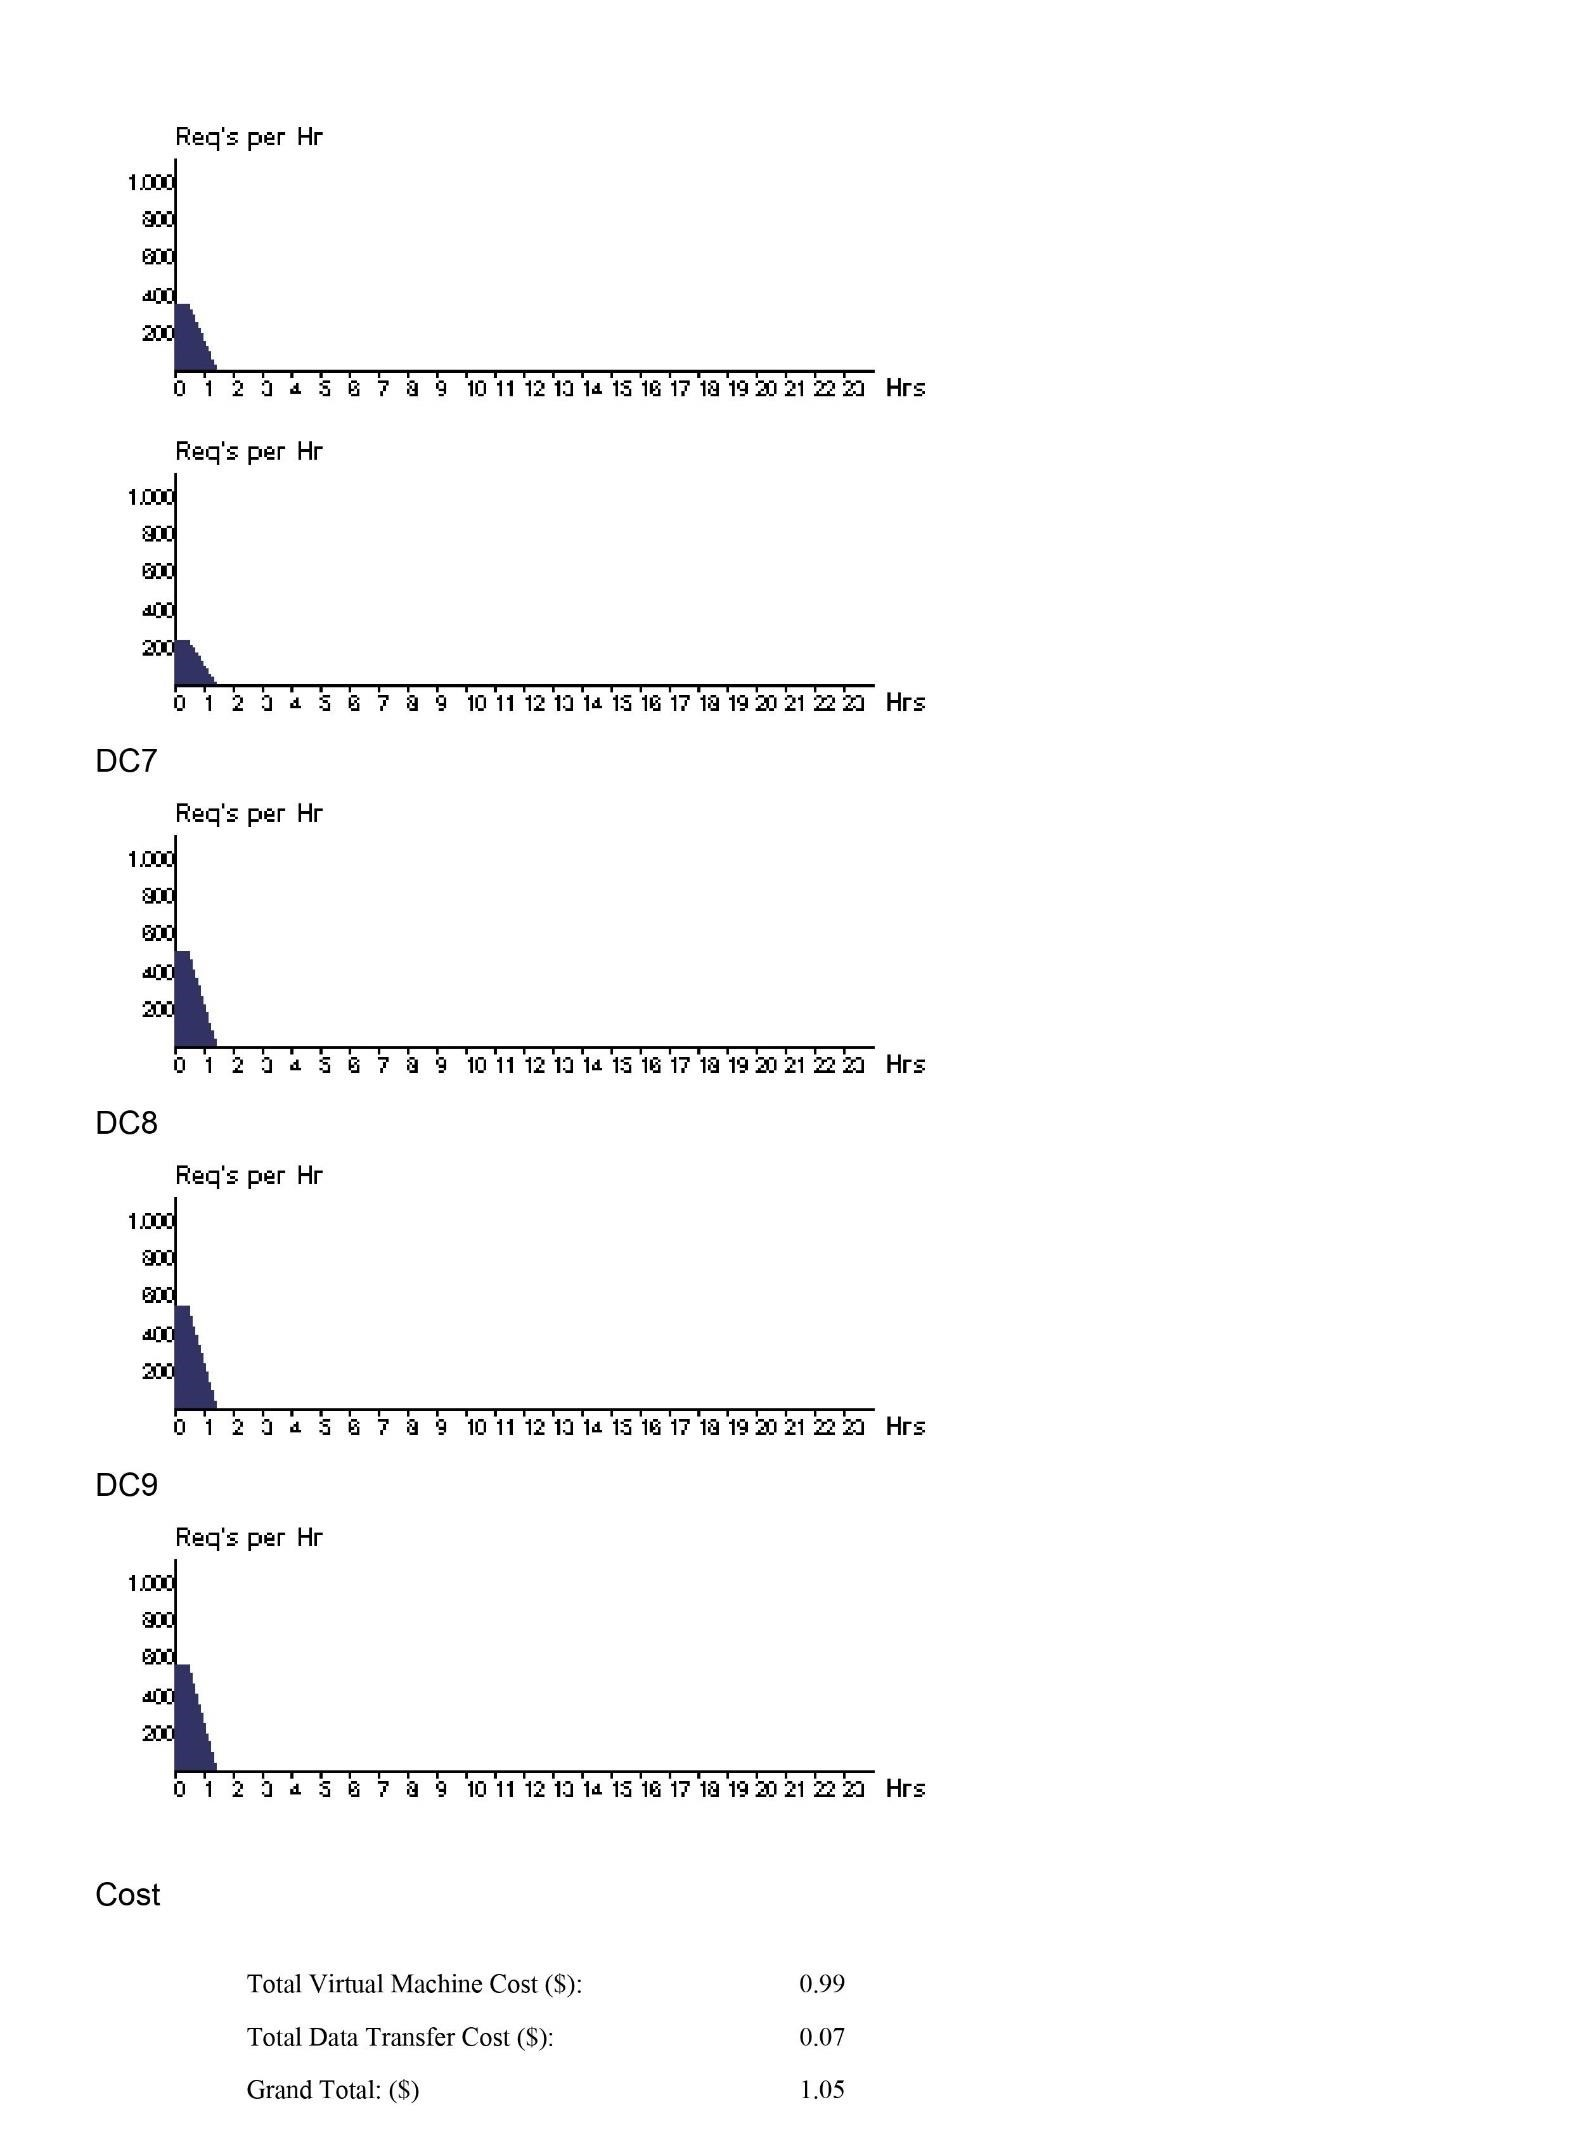 Req's per Hr
1.000
800
600
400
200
0 1 2 3 4 5 6 7 8 9 10 11 12 13 14 15 16 17 18 19 20 21 22 23 Hrs
Req's per Hr
1.000
800
600
400
200
0 1 2 3 4 5 6 7 8 9 10 11 12 13 14 15 16 17 18 19 20 21 22 23 Hrs
DC7
Req's per Hr
1.000
800
600
400
200
0 1 2 3 4 5 6 7 8 9 10 11 12 13 14 15 16 17 18 19 20 21 22 23 Hrs
DC8
Req's per Hr
1.000
800
600
400
200
0 1 2 3 4 5 6 7 8 9 10 11 12 13 14 15 16 17 18 19 20 21 22 23 Hrs
DC9
Req's per Hr
1.000
800
600
400
200
0 1 2 3 4 5 6 7 8 9 10 11 12 13 14 15 16 17 18 19 20 21 22 23 Hrs
Cost
Total Virtual Machine Cost ($): 0.99
Total Data Transfer Cost ($): 0.07
Grand Total: ($) 1.05